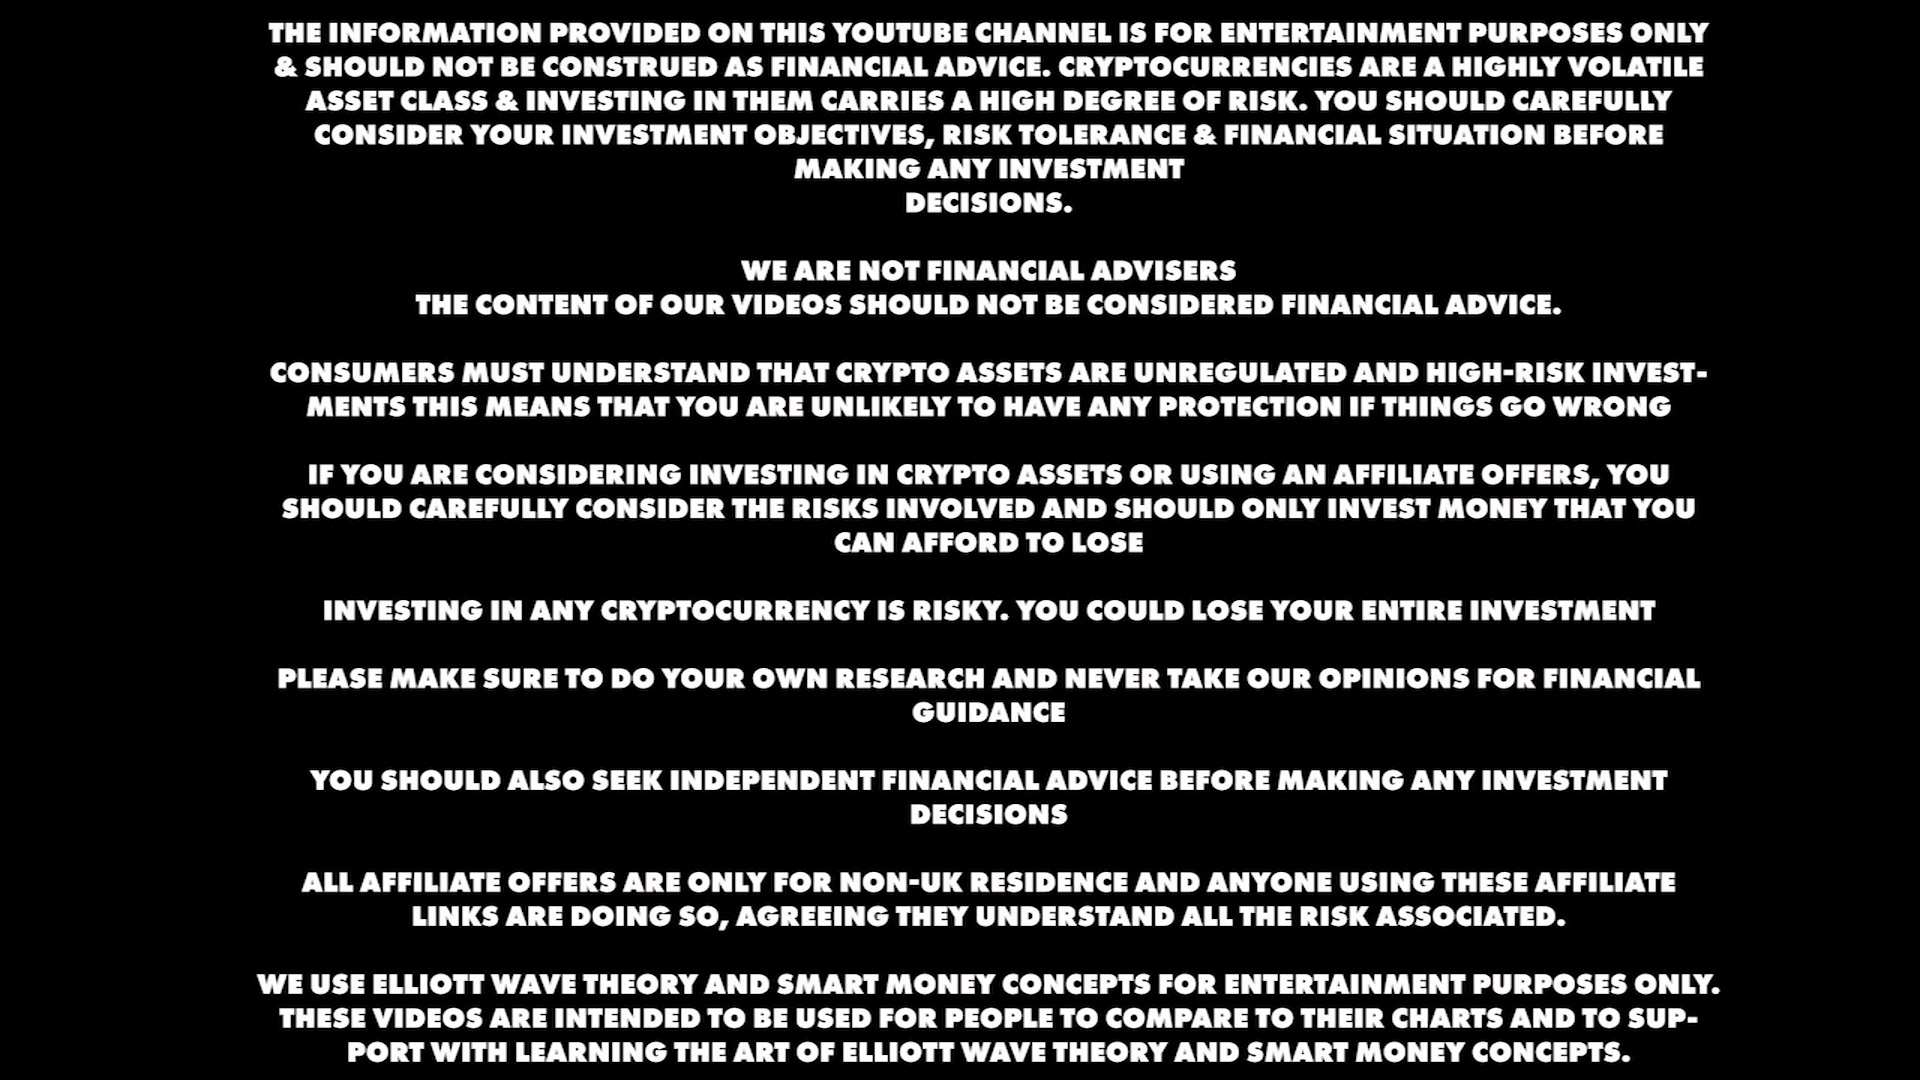 THE INFORMATION PROVIDED ON THIS YOUTUBE CHANNEL IS FOR ENTERTAINMENT PURPOSES ONLY
& SHOULD NOT BE CONSTRUED AS FINANCIAL ADVICE. CRYPTOCURRENCIES ARE A HIGHLY VOLATILE
ASSET CLASS & INVESTING IN THEM CARRIES A HIGH DEGREE OF RISK. YOU SHOULD CAREFULLY
CONSIDER YOUR INVESTMENT OBJECTIVES, RISK TOLERANCE & FINANCIAL SITUATION BEFORE
MAKING ANY INVESTMENT
DECISIONS.
WE ARE NOT FINANCIAL ADVISERS
THE CONTENT OF OUR VIDEOS SHOULD NOT BE CONSIDERED FINANCIAL ADVICE.
CONSUMERS MUST UNDERSTAND THAT CRYPTO ASSETS ARE UNREGULATED AND HIGH-RISK INVEST-
MENTS THIS MEANS THAT YOU ARE UNLIKELY TO HAVE ANY PROTECTION IF THINGS GO WRONG
IF YOU ARE CONSIDERING INVESTING IN CRYPTO ASSETS OR USING AN AFFILIATE OFFERS, YOU
SHOULD CAREFULLY CONSIDER THE RISKS INVOLVED AND SHOULD ONLY INVEST MONEY THAT YOU
CAN AFFORD TO LOSE
INVESTING IN ANY CRYPTOCURRENCY IS RISKY. YOU COULD LOSE YOUR ENTIRE INVESTMENT
PLEASE MAKE SURE TO DO YOUR OWN RESEARCH AND NEVER TAKE OUR OPINIONS FOR FINANCIAL
GUIDANCE
YOU SHOULD ALSO SEEK INDEPENDENT FINANCIAL ADVICE BEFORE MAKING ANY INVESTMENT
DECISIONS
ALL AFFILIATE OFFERS ARE ONLY FOR NON-UK RESIDENCE AND ANYONE USING THESE AFFILIATE
LINKS ARE DOING SO, AGREEING THEY UNDERSTAND ALL THE RISK ASSOCIATED.
WE USE ELLIOTT WAVE THEORY AND SMART MONEY CONCEPTS FOR ENTERTAINMENT PURPOSES ONLY.
THESE VIDEOS ARE INTENDED TO BE USED FOR PEOPLE TO COMPARE TO THEIR CHARTS AND TO SUP-
PORT WITH LEARNING THE ART OF ELLIOTT WAVE THEORY AND SMART MONEY CONCEPTS.